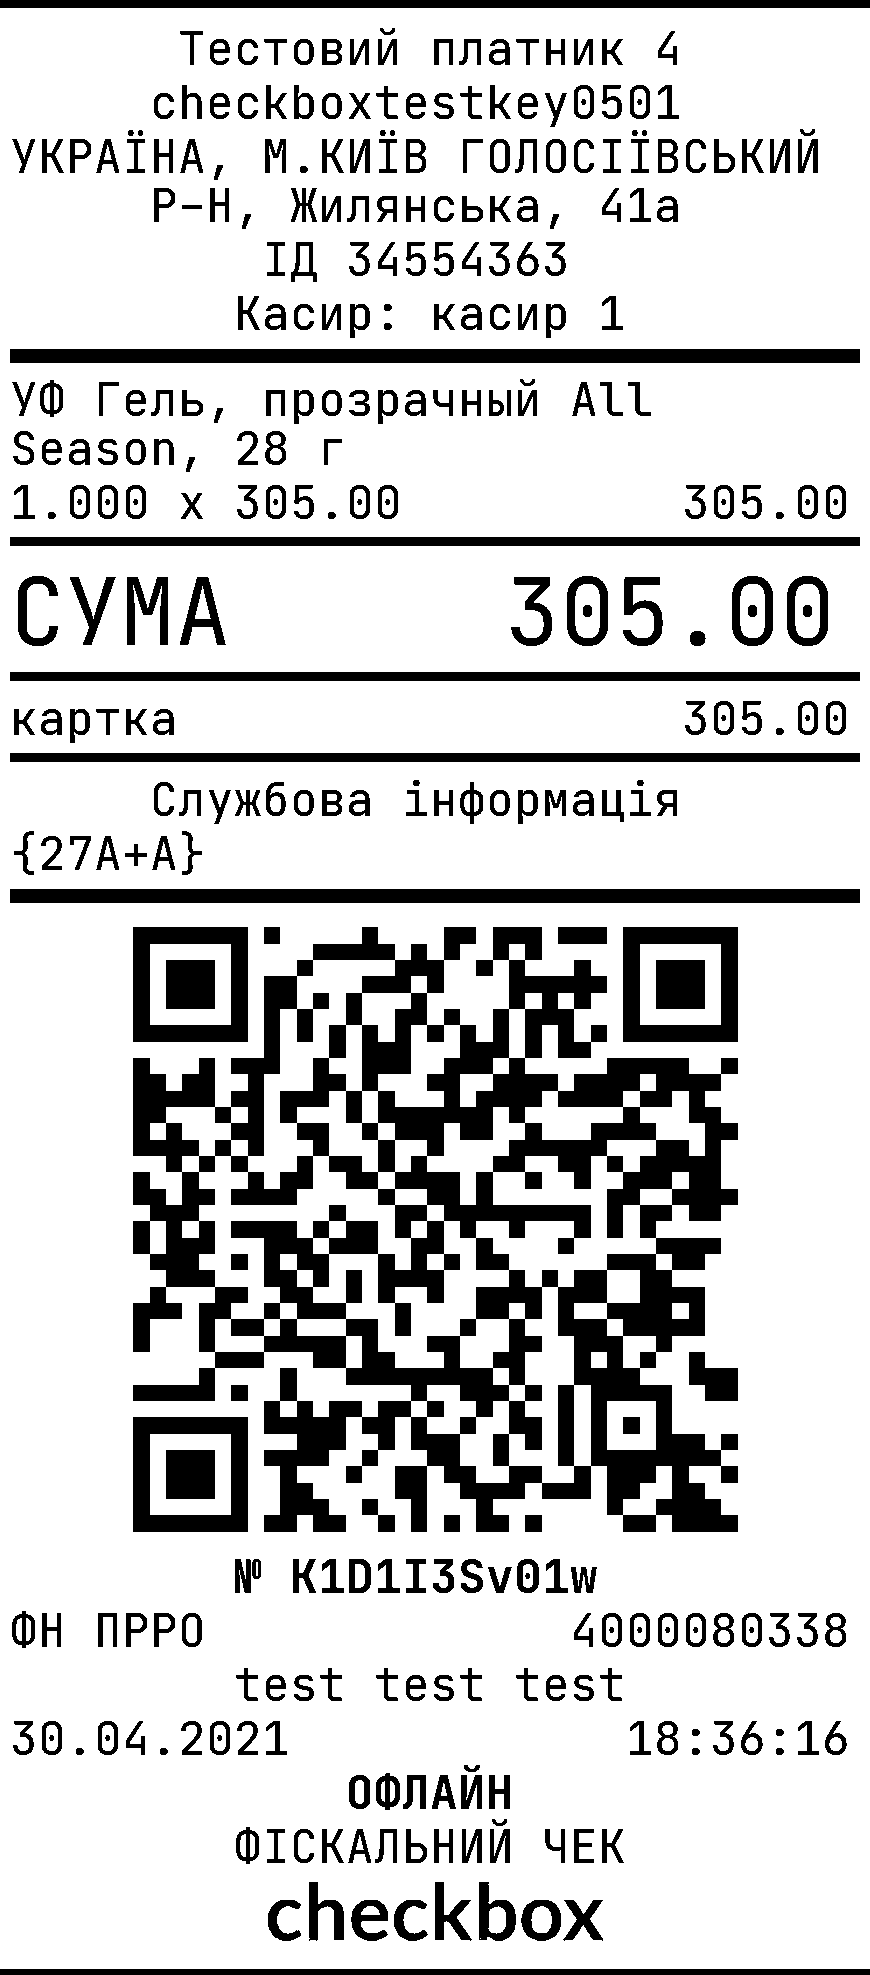 Тестовий платник 4
checkboxtestkey0501
УКРАЇНА, М.КИЇВ ГОЛОСІЇВСЬКИЙ
Р-Н, Жилянська, 41а
ІД 34554363
Касир: касир 1
УФ Гель, прозрачный All
Season, 28 г
1.000 x 305.00 305.00
СУМА 305.00
картка 305.00
Службова інформація
{27A+A}
№ K1D1I3Sv01w
ФН ПРРО 4000080338
test test test
30.04.2021 18:36:16
ОФЛАЙН
ФІСКАЛЬНИЙ ЧЕК
checkbox